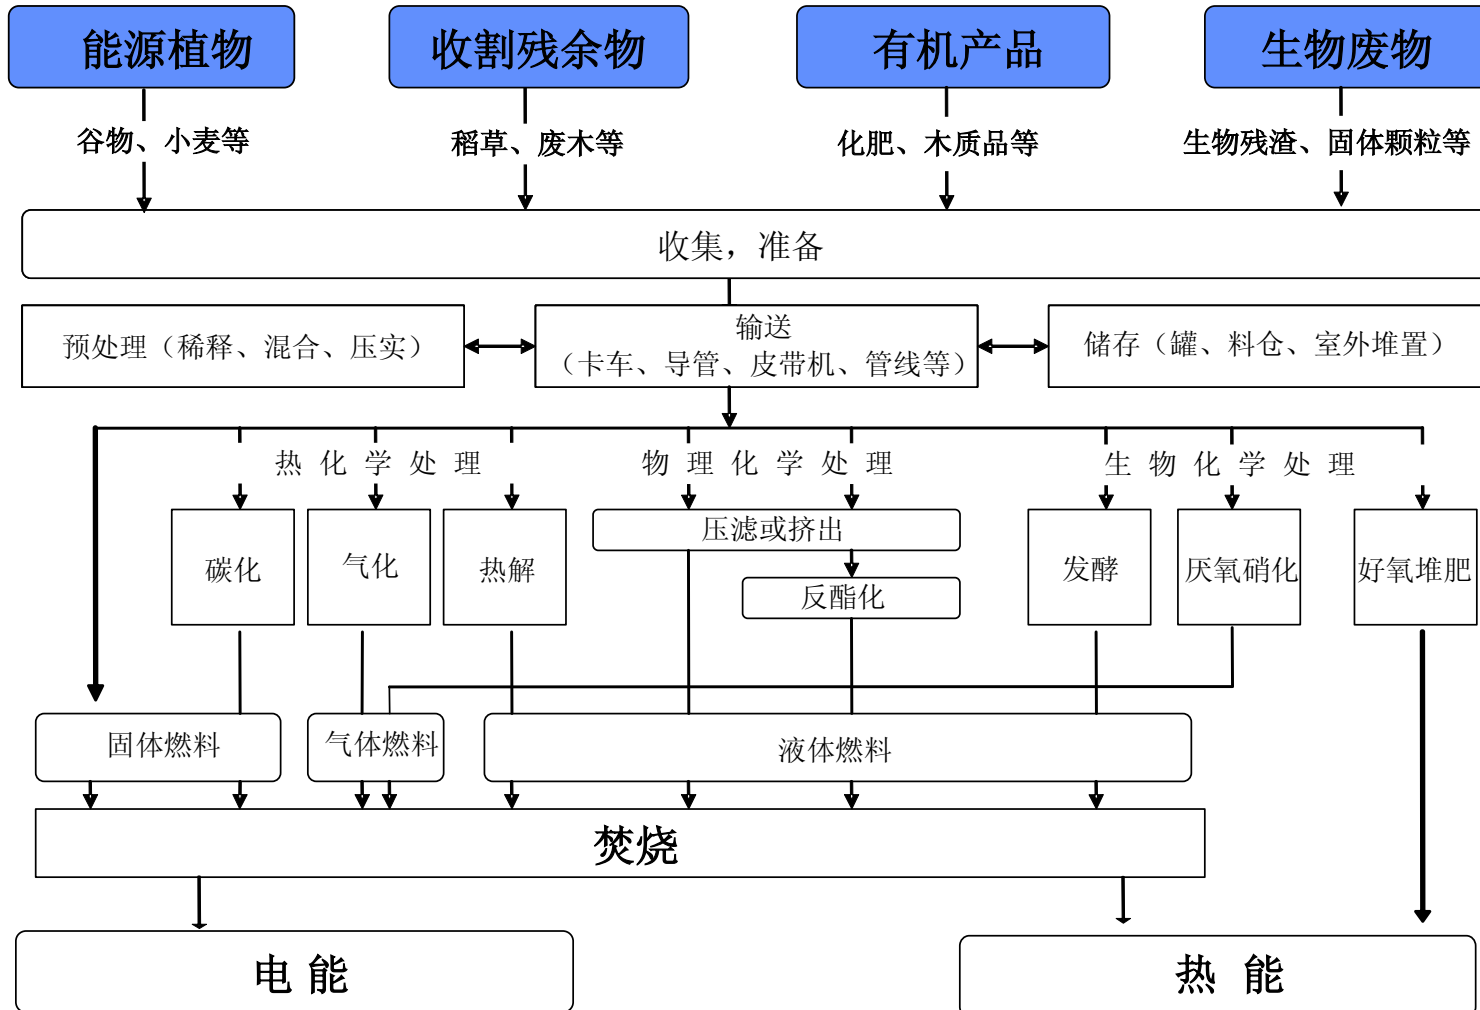 能源植物
收割残余物
有机产品
生物废物
谷物、小麦等
稻草、废木等
化肥、木质品等
生物残渣、固体颗粒等
收集，准备
预处理（稀释、混合、压实）
输送
（卡车、导管、皮带机、管线等）
储存（罐、料仓、室外堆置）
热化学处理
物理化学处理
生物化学处理
碳化
气化
热解
压滤或挤出
反酯化
发酵
厌氧硝化
好氧堆肥
固体燃料
气体燃料
液体燃料
焚烧
电能
热能